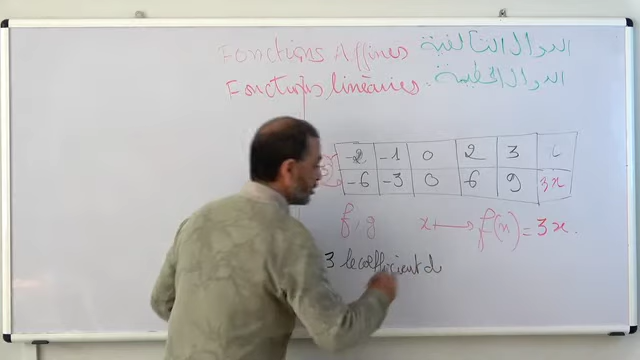 Fonctions Affines الدوال التآلفية
Fonctions linéaires. الدوال الخطية
-2 -1 0 2 3
-6 -3 0 6 9 3x
f, g x ⟼ f(x) = 3x.
3 le coefficient d